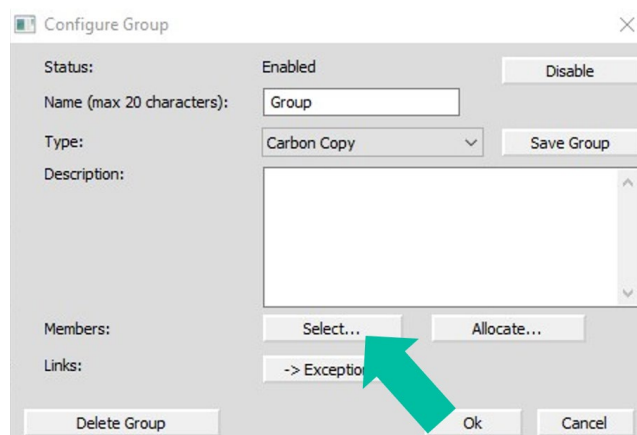 Configure Group
Status: Enabled Disable
Name (max 20 characters): Group
Type: Carbon Copy Save Group
Description:
Members: Select... Allocate...
Links:
Delete Group Ok Cancel